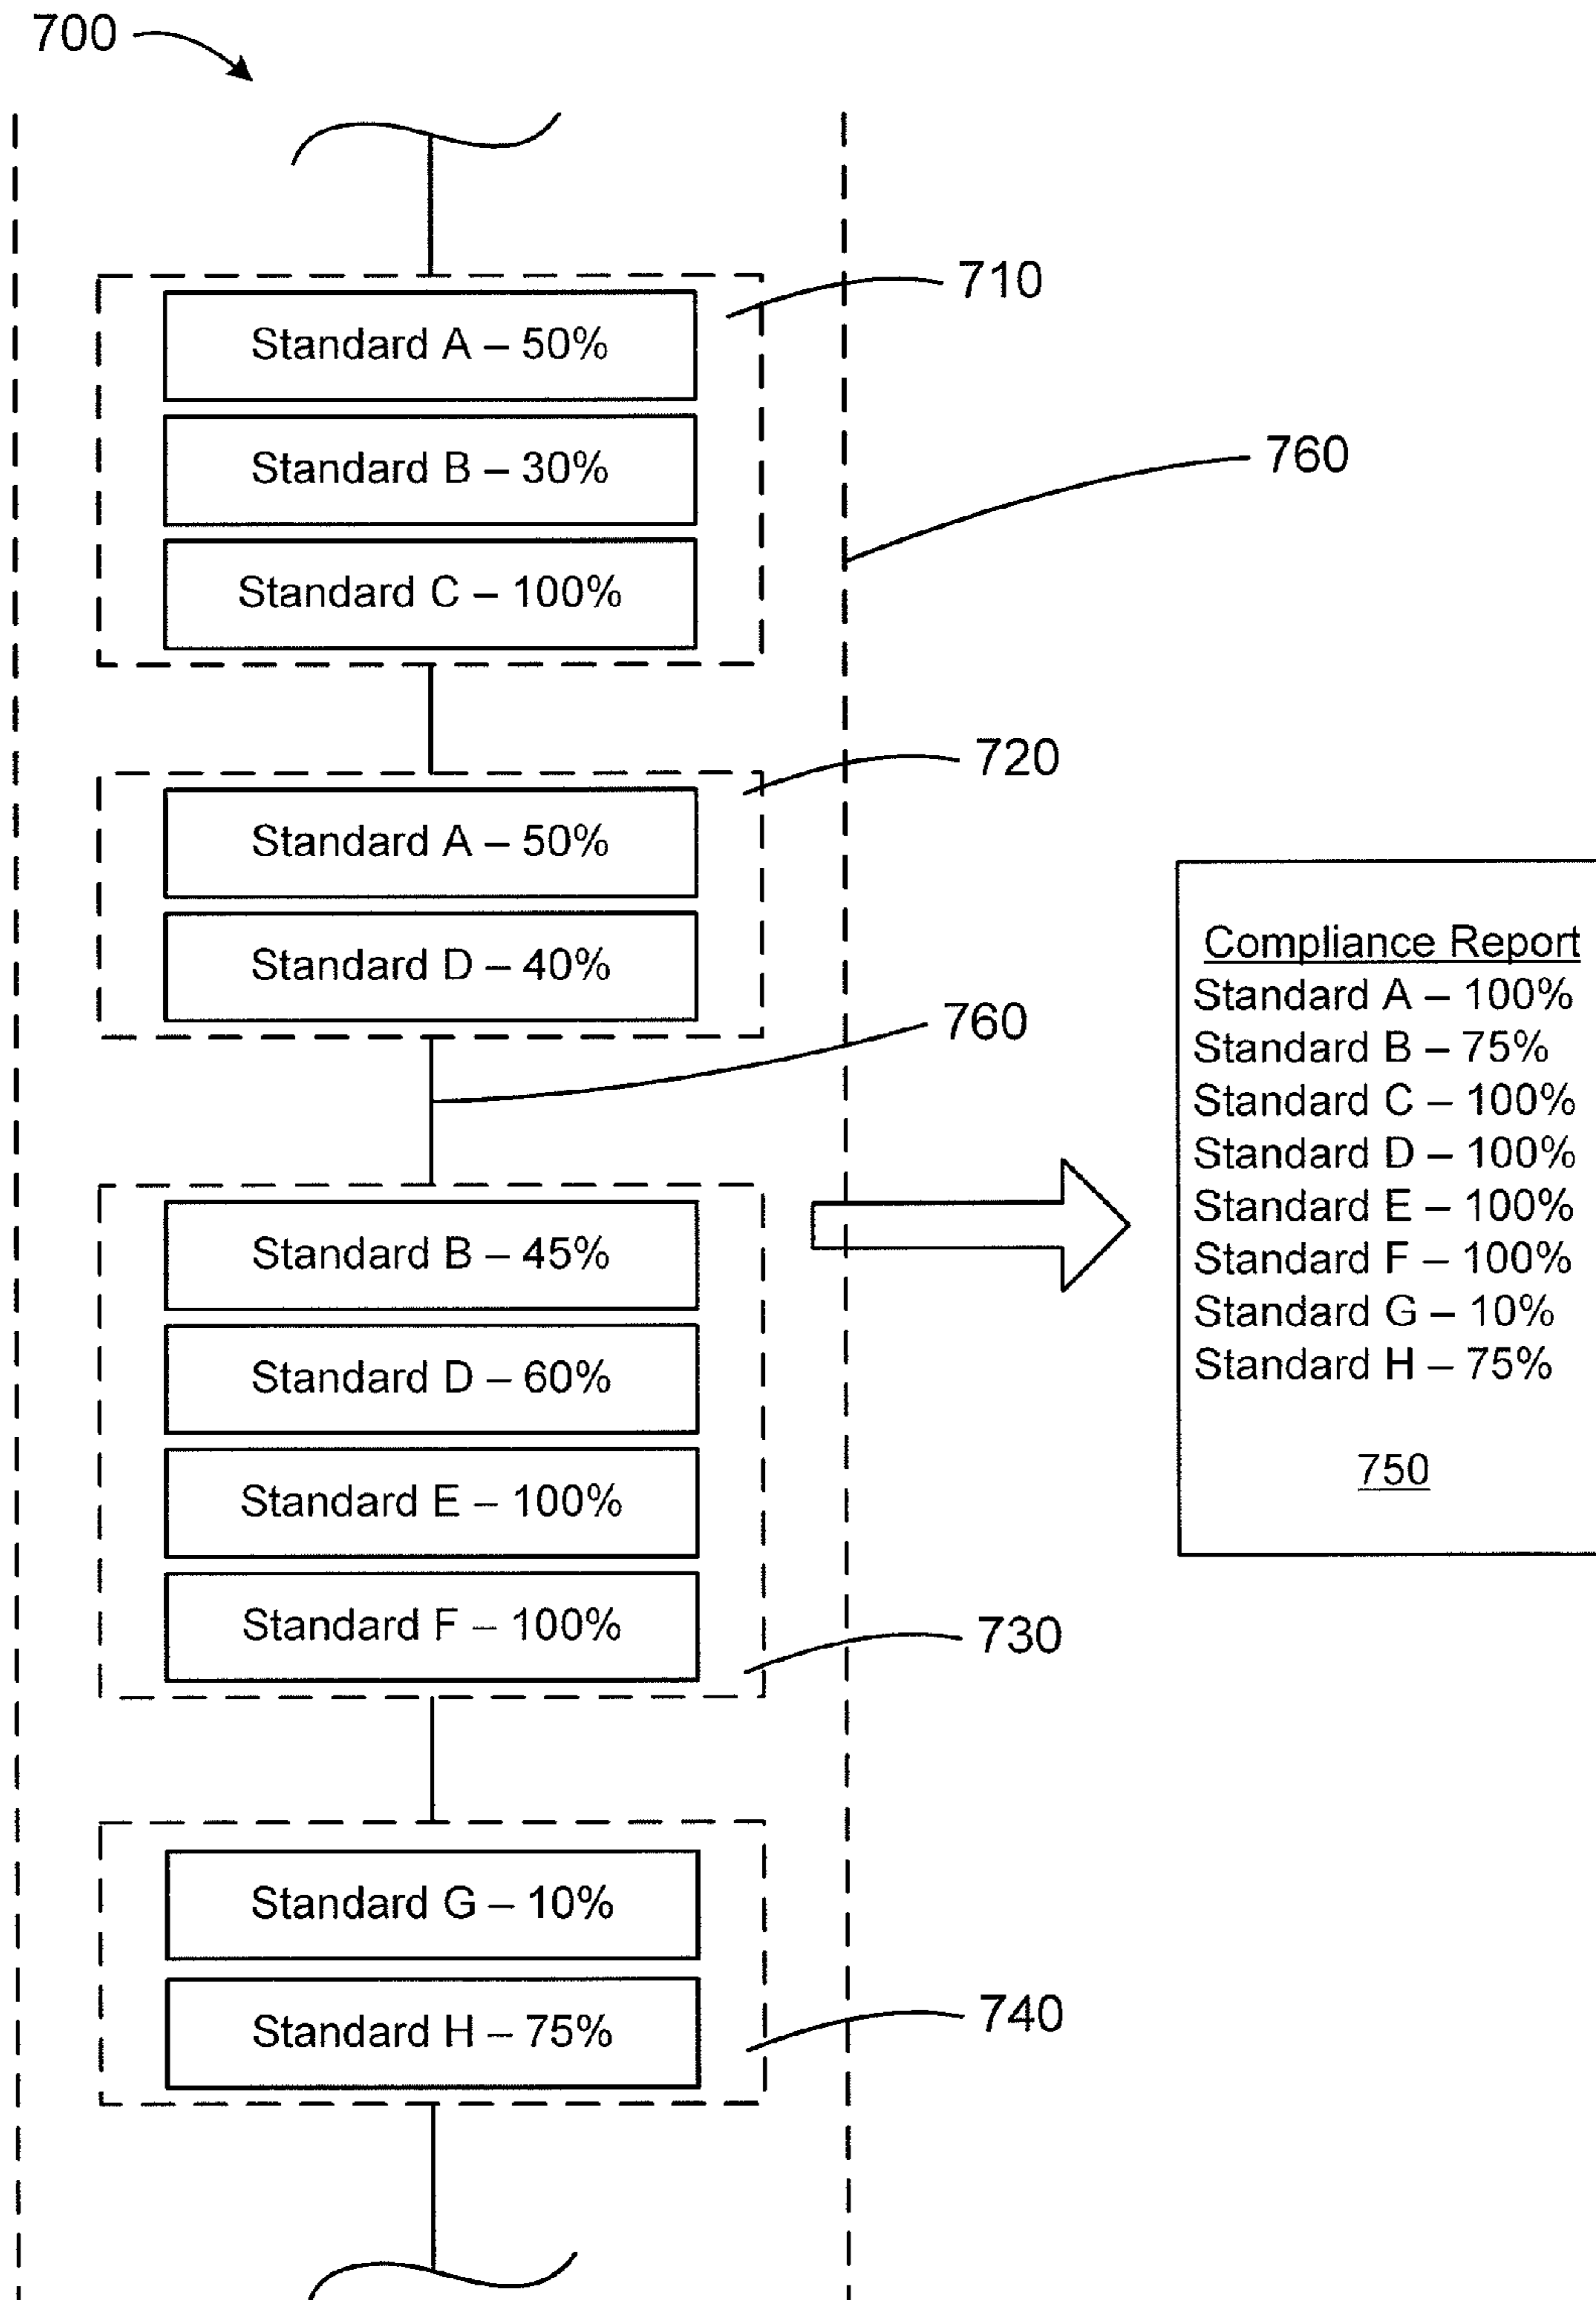 700
710
Standard A – 50%
Standard B – 30%
760
Standard C – 100%
720
Standard A – 50%
Standard D – 40%
760
Standard B – 45%
Standard D – 60%
Standard E – 100%
Standard F – 100%
730
Standard G – 10%
Standard H – 75%
740
Compliance Report
Standard A – 100%
Standard B – 75%
Standard C – 100%
Standard D – 100%
Standard E – 100%
Standard F – 100%
Standard G – 10%
Standard H – 75%
750